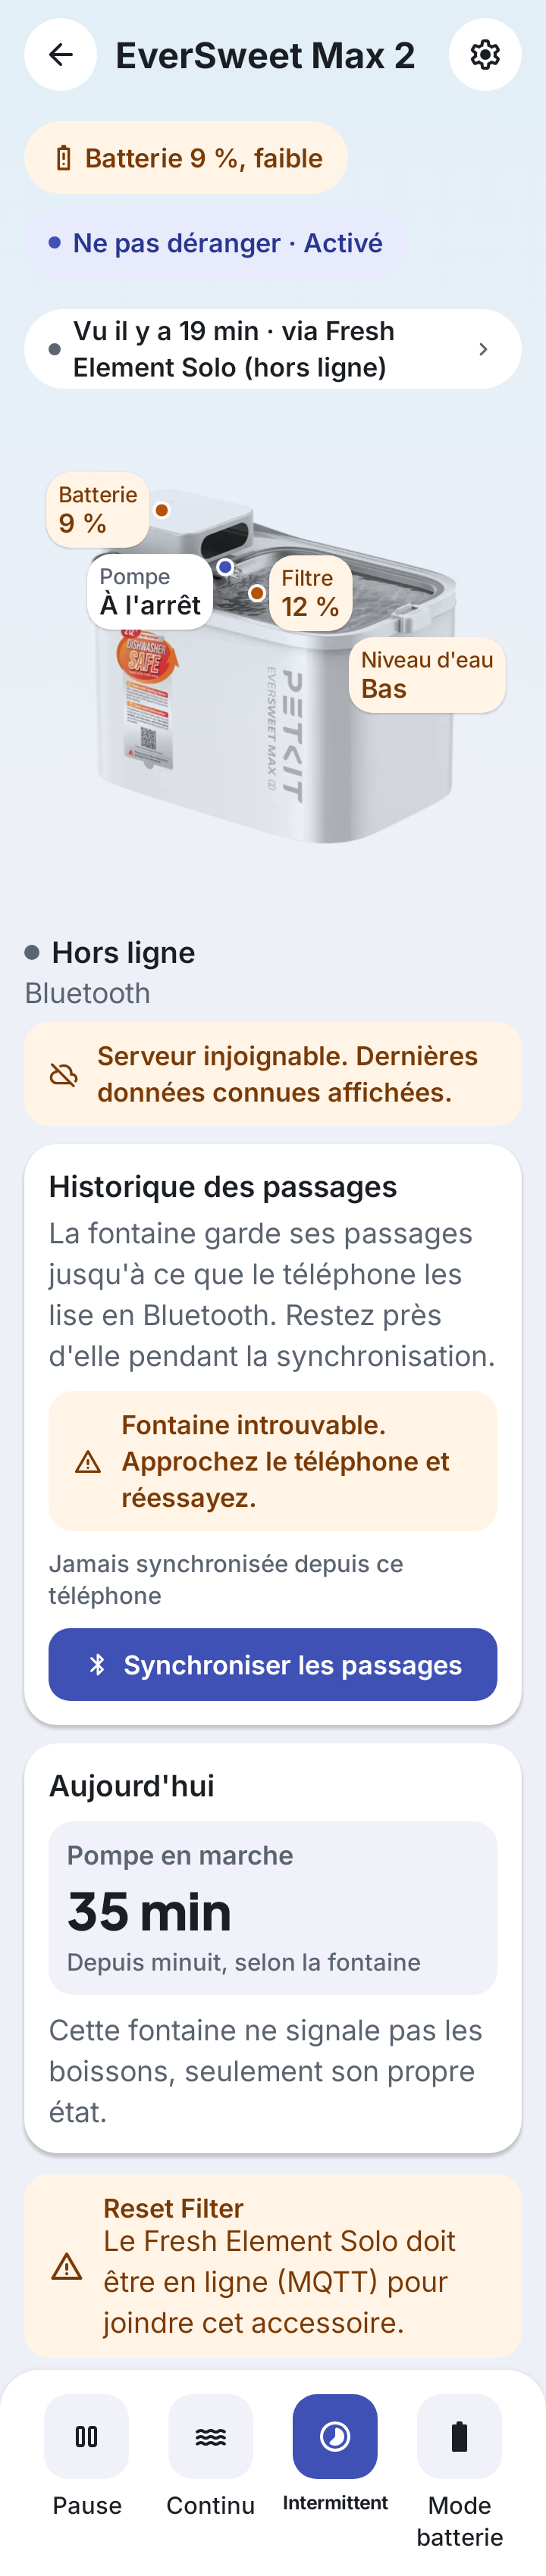 EverSweet Max 2
Batterie 9 %, faible
Ne pas déranger · Activé
Vu il y a 19 min · via Fresh
Element Solo (hors ligne)
Batterie
9 %
Pompe
À l'arrêt
Filtre
12 %
Niveau d'eau
Bas
DISHWASHER
SAFE
PETKIT
EVERSWEET MAX 2
Hors ligne
Bluetooth
Serveur injoignable. Dernières
données connues affichées.
Historique des passages
La fontaine garde ses passages
jusqu'à ce que le téléphone les
lise en Bluetooth. Restez près
d'elle pendant la synchronisation.
Fontaine introuvable.
Approchez le téléphone et
réessayez.
Jamais synchronisée depuis ce
téléphone
Synchroniser les passages
Aujourd'hui
Pompe en marche
35 min
Depuis minuit, selon la fontaine
Cette fontaine ne signale pas les
boissons, seulement son propre
état.
Reset Filter
Le Fresh Element Solo doit
être en ligne (MQTT) pour
joindre cet accessoire.
Pause
Continu
Intermittent
Mode
batterie